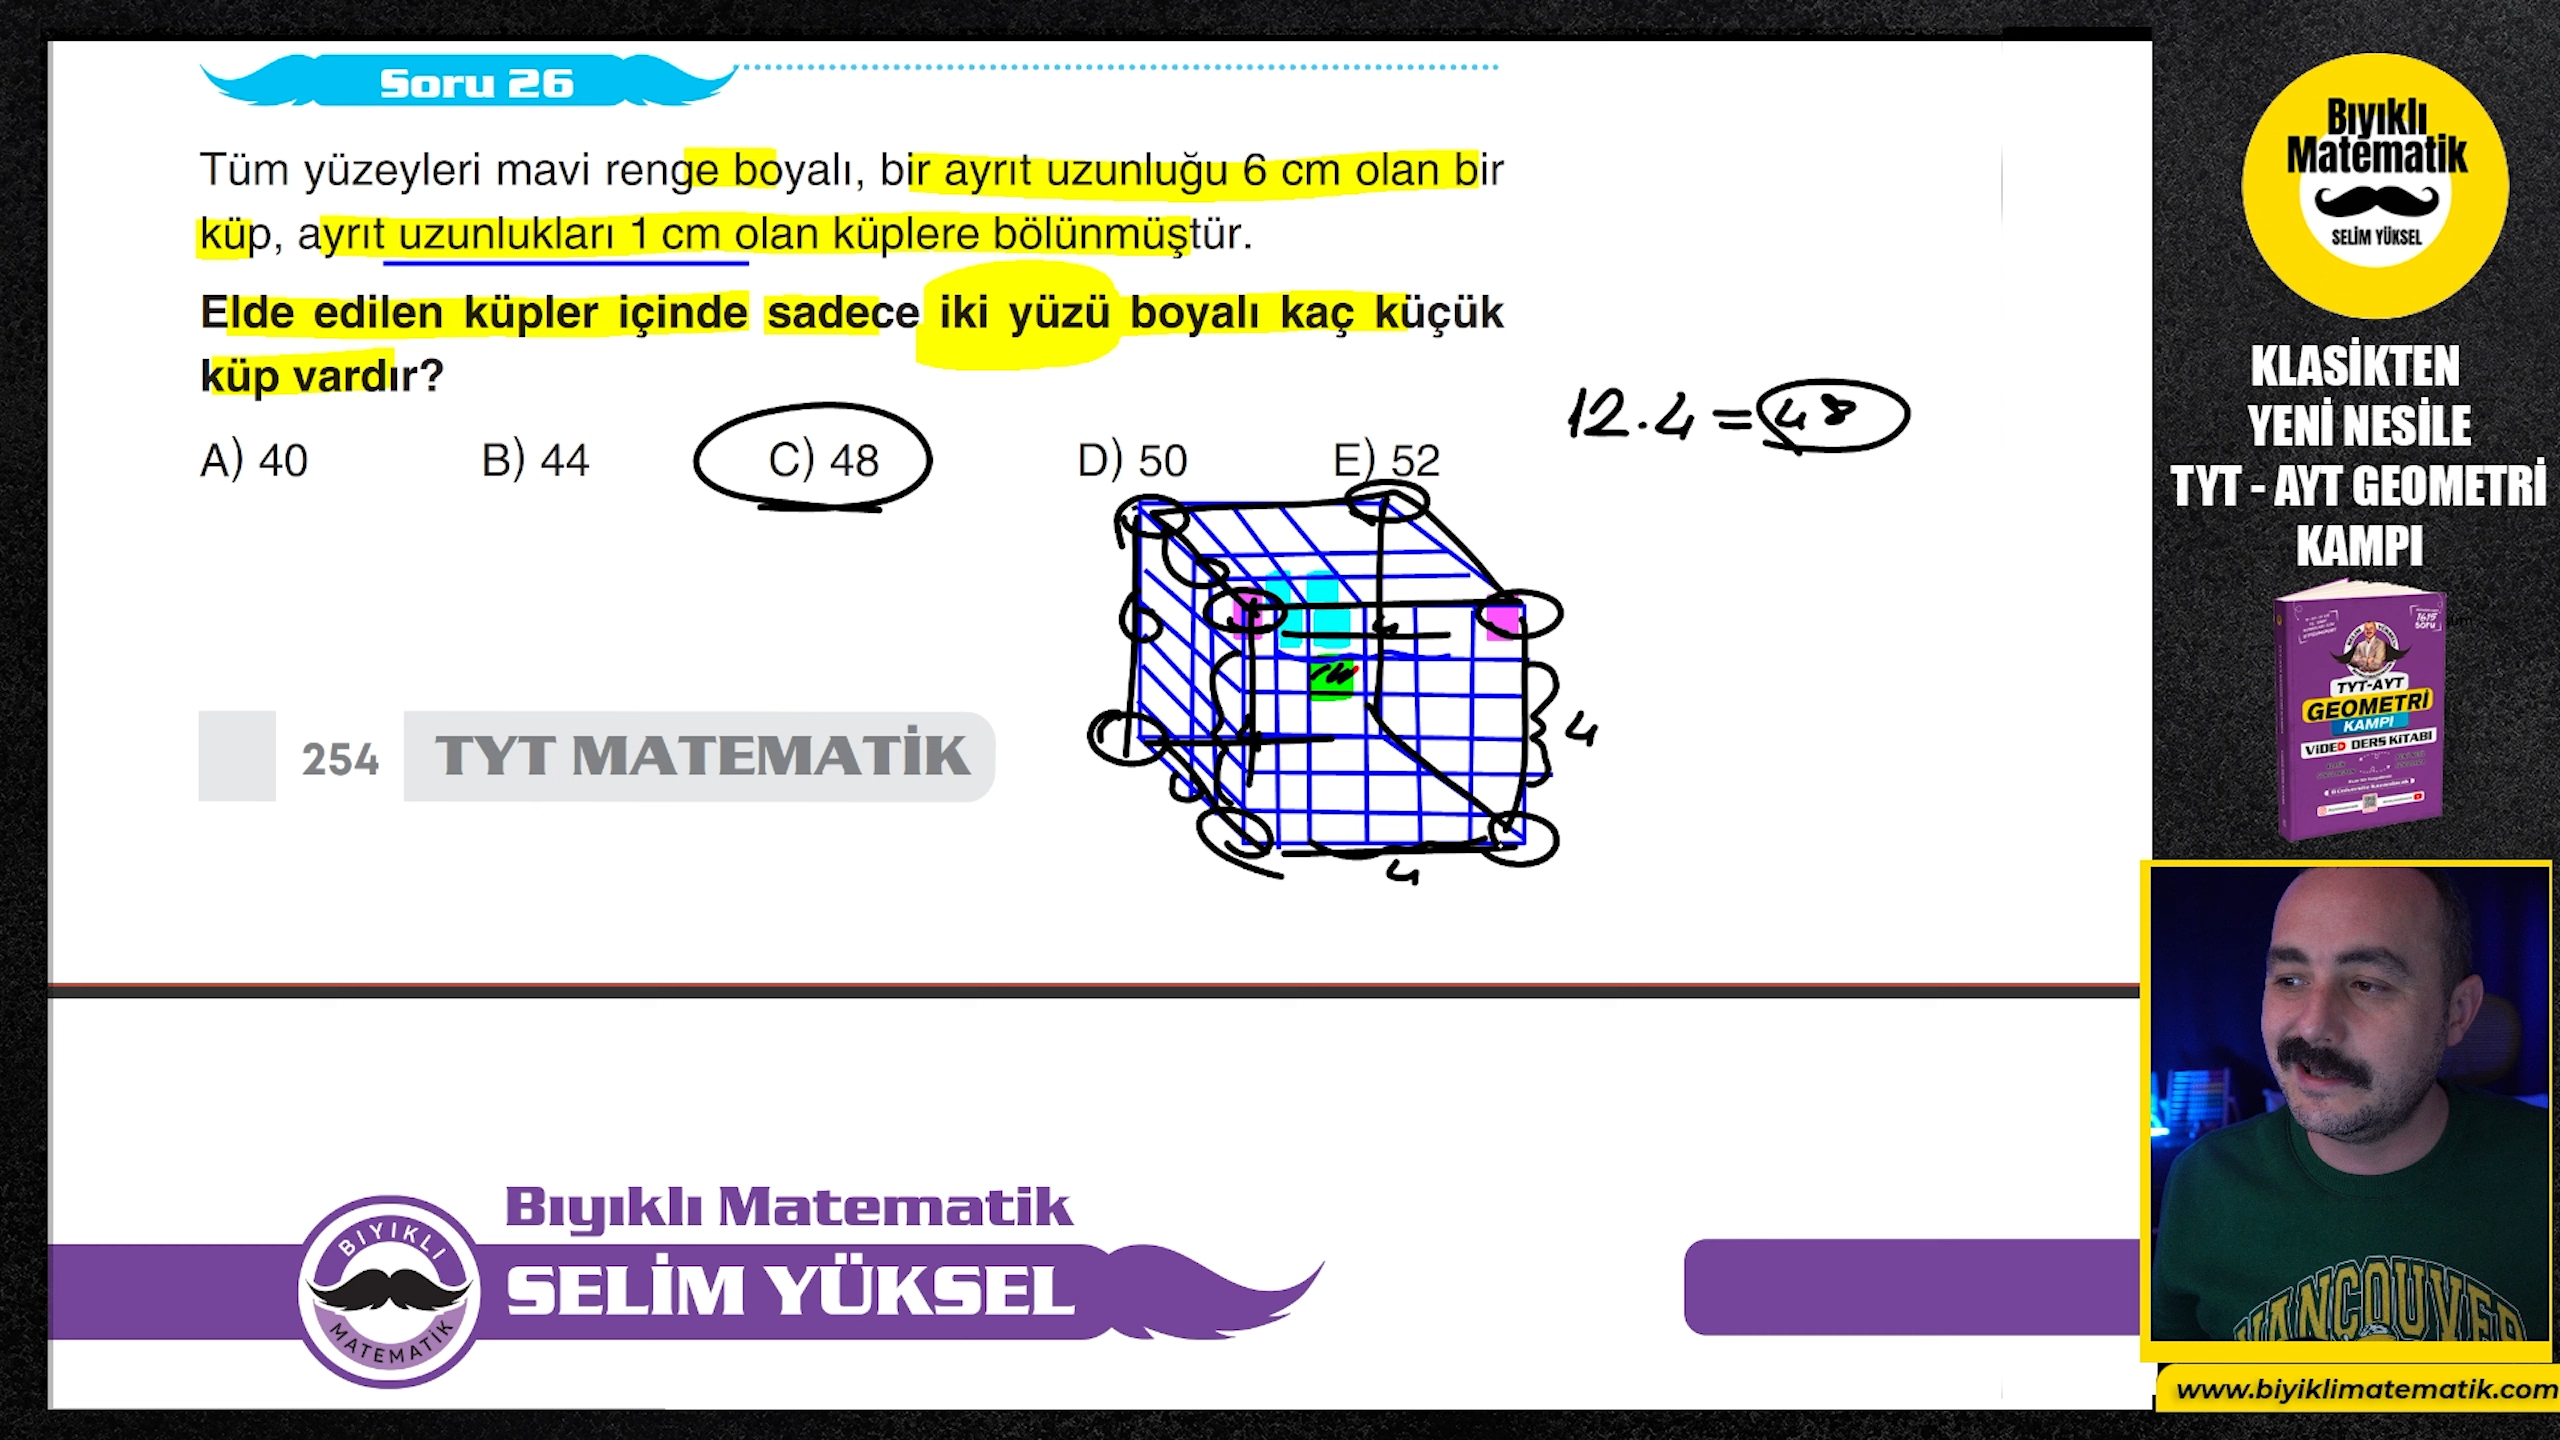 Soru 26
Tüm yüzeyleri mavi renge boyalı, bir ayrıt uzunluğu 6 cm olan bir
küp, ayrıt uzunlukları 1 cm olan küplere bölünmüştür.
Elde edilen küpler içinde sadece iki yüzü boyalı kaç küçük
küp vardır?
A) 40 B) 44 C) 48 D) 50 E) 52
12.4 = 48
4
4
4
4
254 TYT MATEMATİK
Bıyıklı Matematik
SELİM YÜKSEL
BIYIKLI
MATEMATİK
Bıyıklı
Matematik
SELİM YÜKSEL
KLASİKTEN
YENİ NESİLE
TYT - AYT GEOMETRİ
KAMPI
1615
soru
TYT-AYT
GEOMETRİ
KAMPI
VİDEO DERS KİTABI
VANCOUVER
www.biyiklimatematik.com